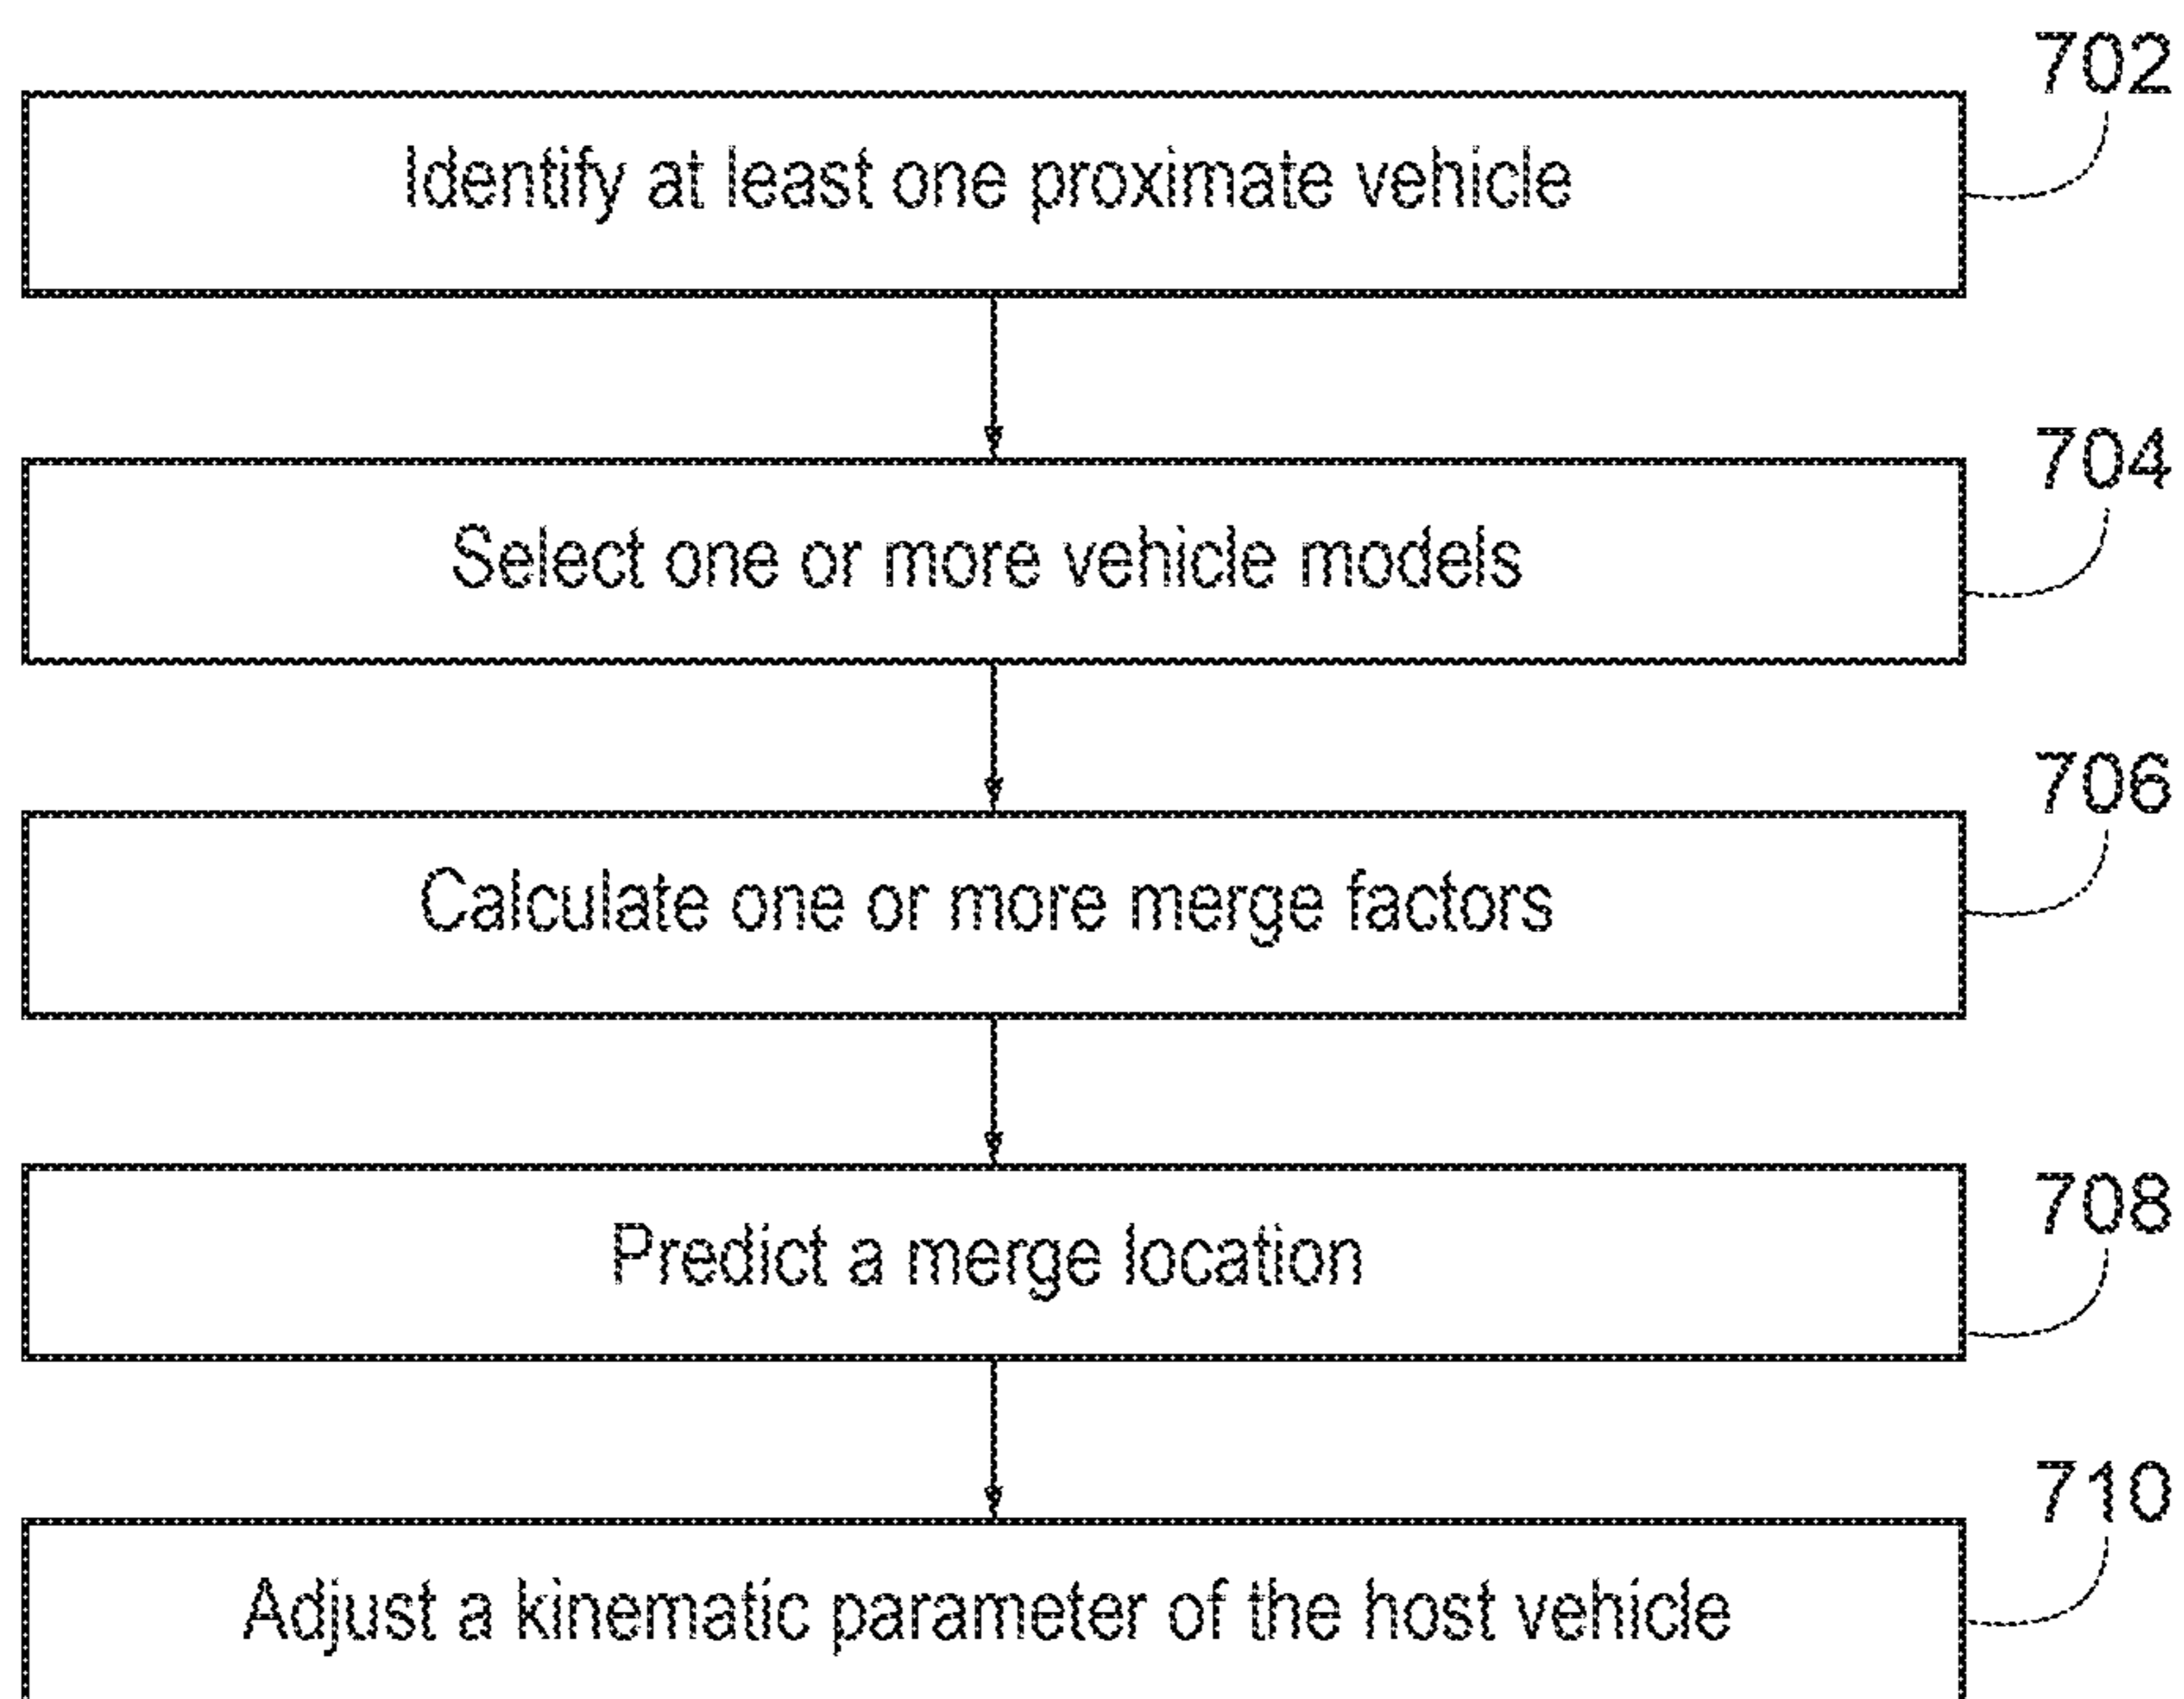 702
Identify at least one proximate vehicle
704
Select one or more vehicle models
706
Calculate one or more merge factors
708
Predict a merge location
710
Adjust a kinematic parameter of the host vehicle